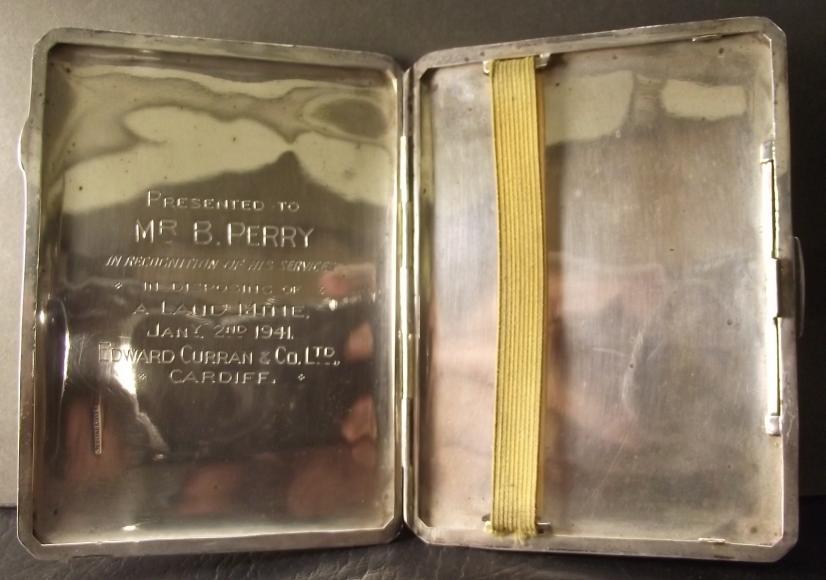 PRESENTED TO
MR B. PERRY
IN RECOGNITION OF HIS SERVICES
IN DISPOSING OF
A LAND MINE,
JANY. 2ND 1941.
EDWARD CURRAN & CO. LTD.,
CARDIFF.